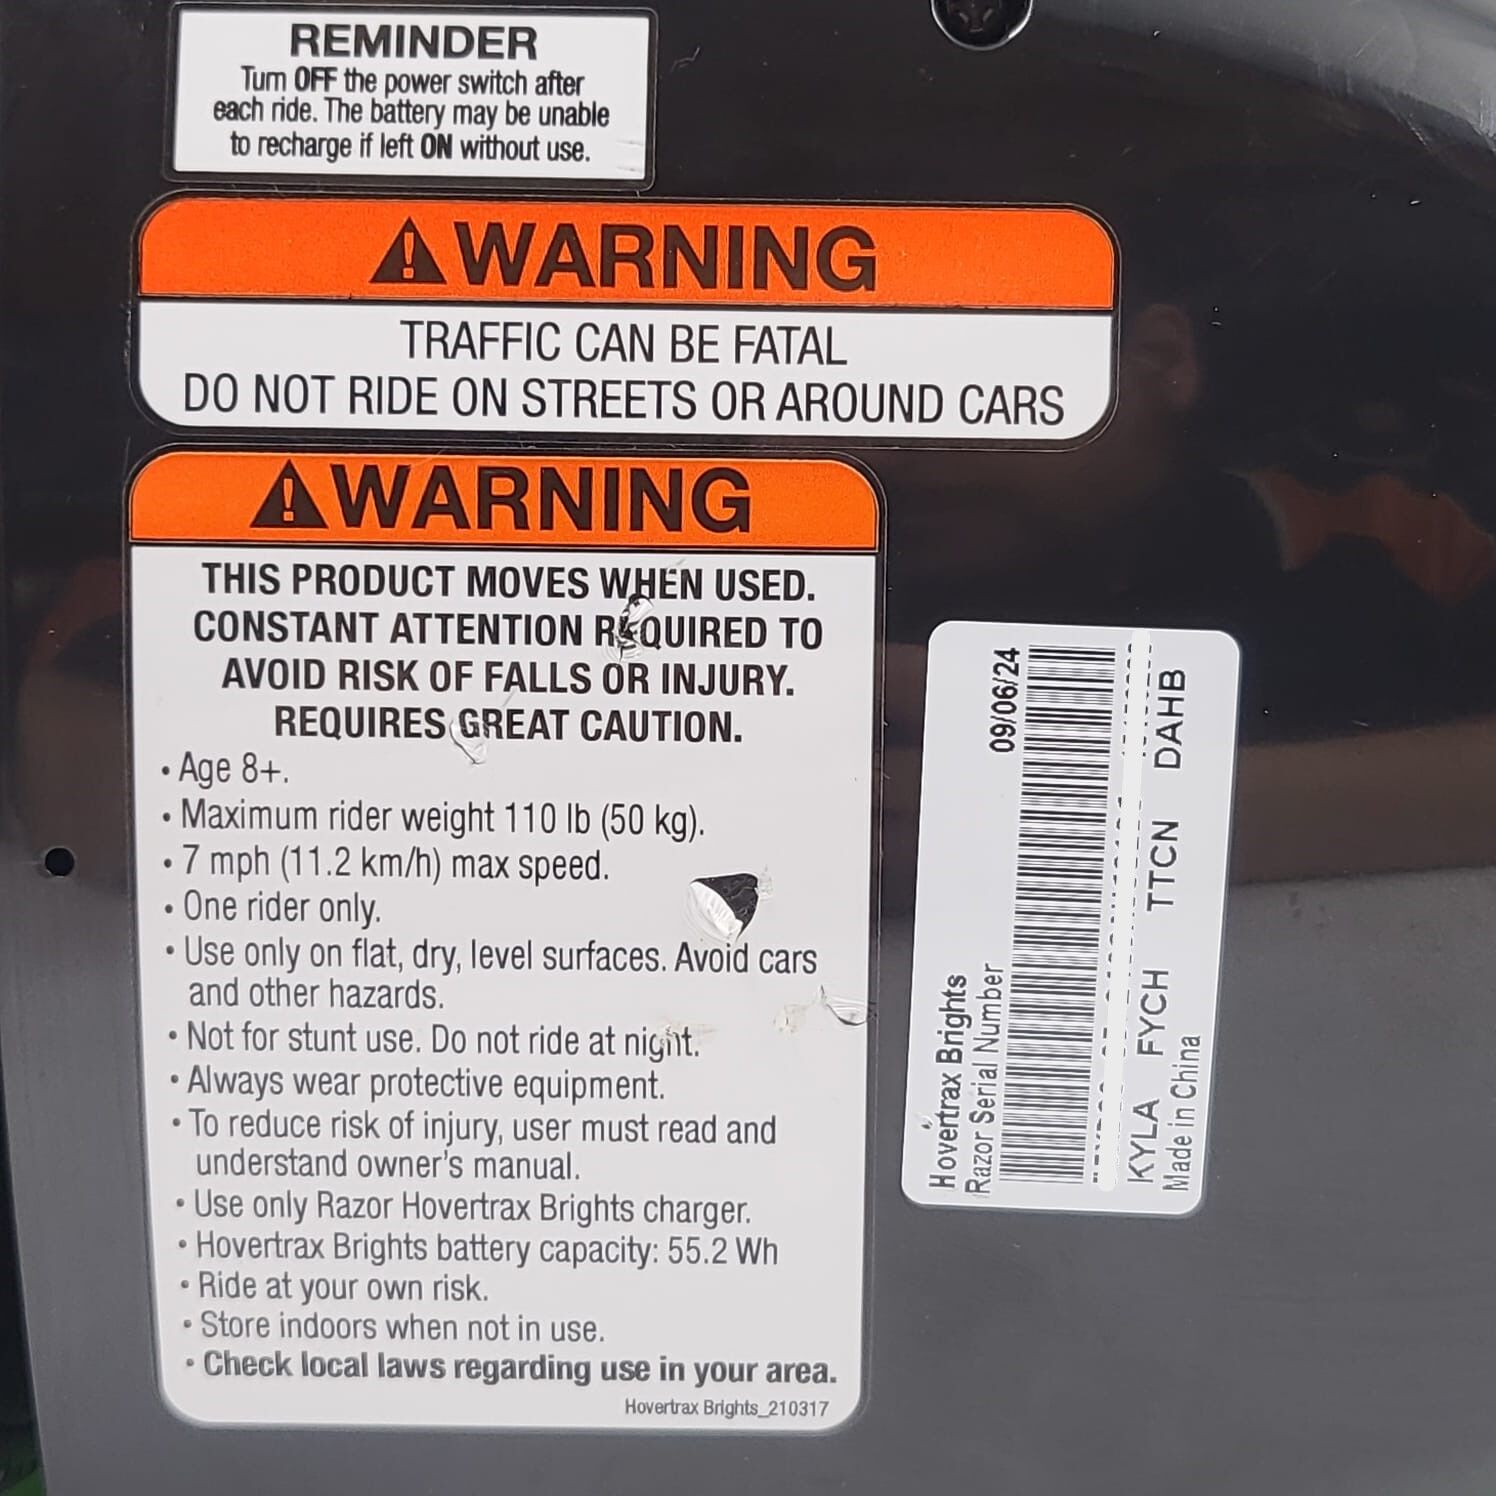 REMINDER
Turn OFF the power switch after
each ride. The battery may be unable
to recharge if left ON without use.
WARNING
TRAFFIC CAN BE FATAL
DO NOT RIDE ON STREETS OR AROUND CARS
WARNING
THIS PRODUCT MOVES WHEN USED.
CONSTANT ATTENTION REQUIRED TO
AVOID RISK OF FALLS OR INJURY.
REQUIRES GREAT CAUTION.
• Age 8+.
• Maximum rider weight 110 lb (50 kg).
• 7 mph (11.2 km/h) max speed.
• One rider only.
• Use only on flat, dry, level surfaces. Avoid cars
and other hazards.
• Not for stunt use. Do not ride at night.
• Always wear protective equipment.
• To reduce risk of injury, user must read and
understand owner's manual.
• Use only Razor Hovertrax Brights charger.
• Hovertrax Brights battery capacity: 55.2 Wh
• Ride at your own risk.
• Store indoors when not in use.
• Check local laws regarding use in your area.
Hovertrax Brights_210317
Hovertrax Brights
Razor Serial Number 09/06/24
KYLA FYCH TTCN DAHB
Made in China